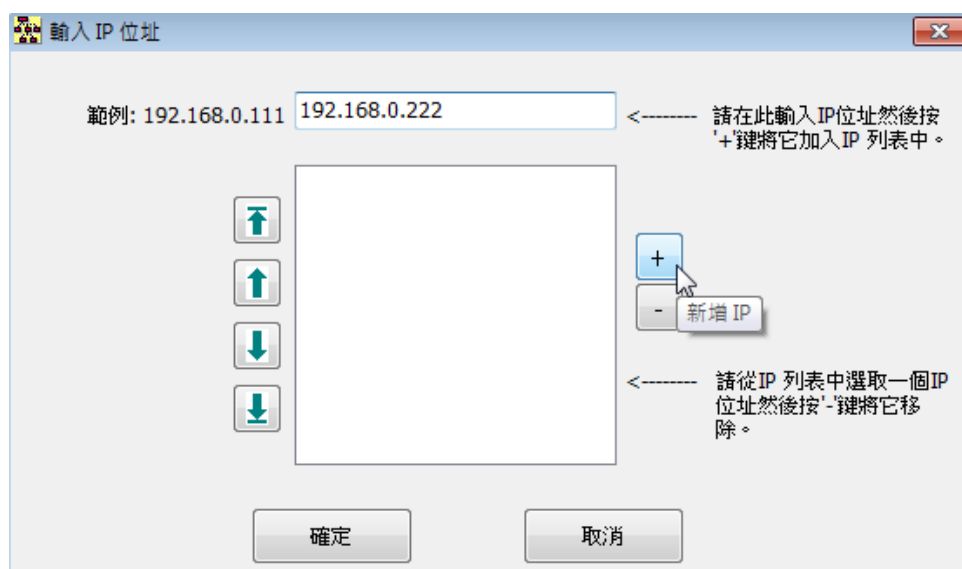 輸入 IP 位址
範例: 192.168.0.111
192.168.0.222
<-------- 請在此輸入IP位址然後按
'+'鍵將它加入IP 列表中。
+
-
新增 IP
<-------- 請從IP 列表中選取一個IP
位址然後按'-'鍵將它移
除。
確定
取消